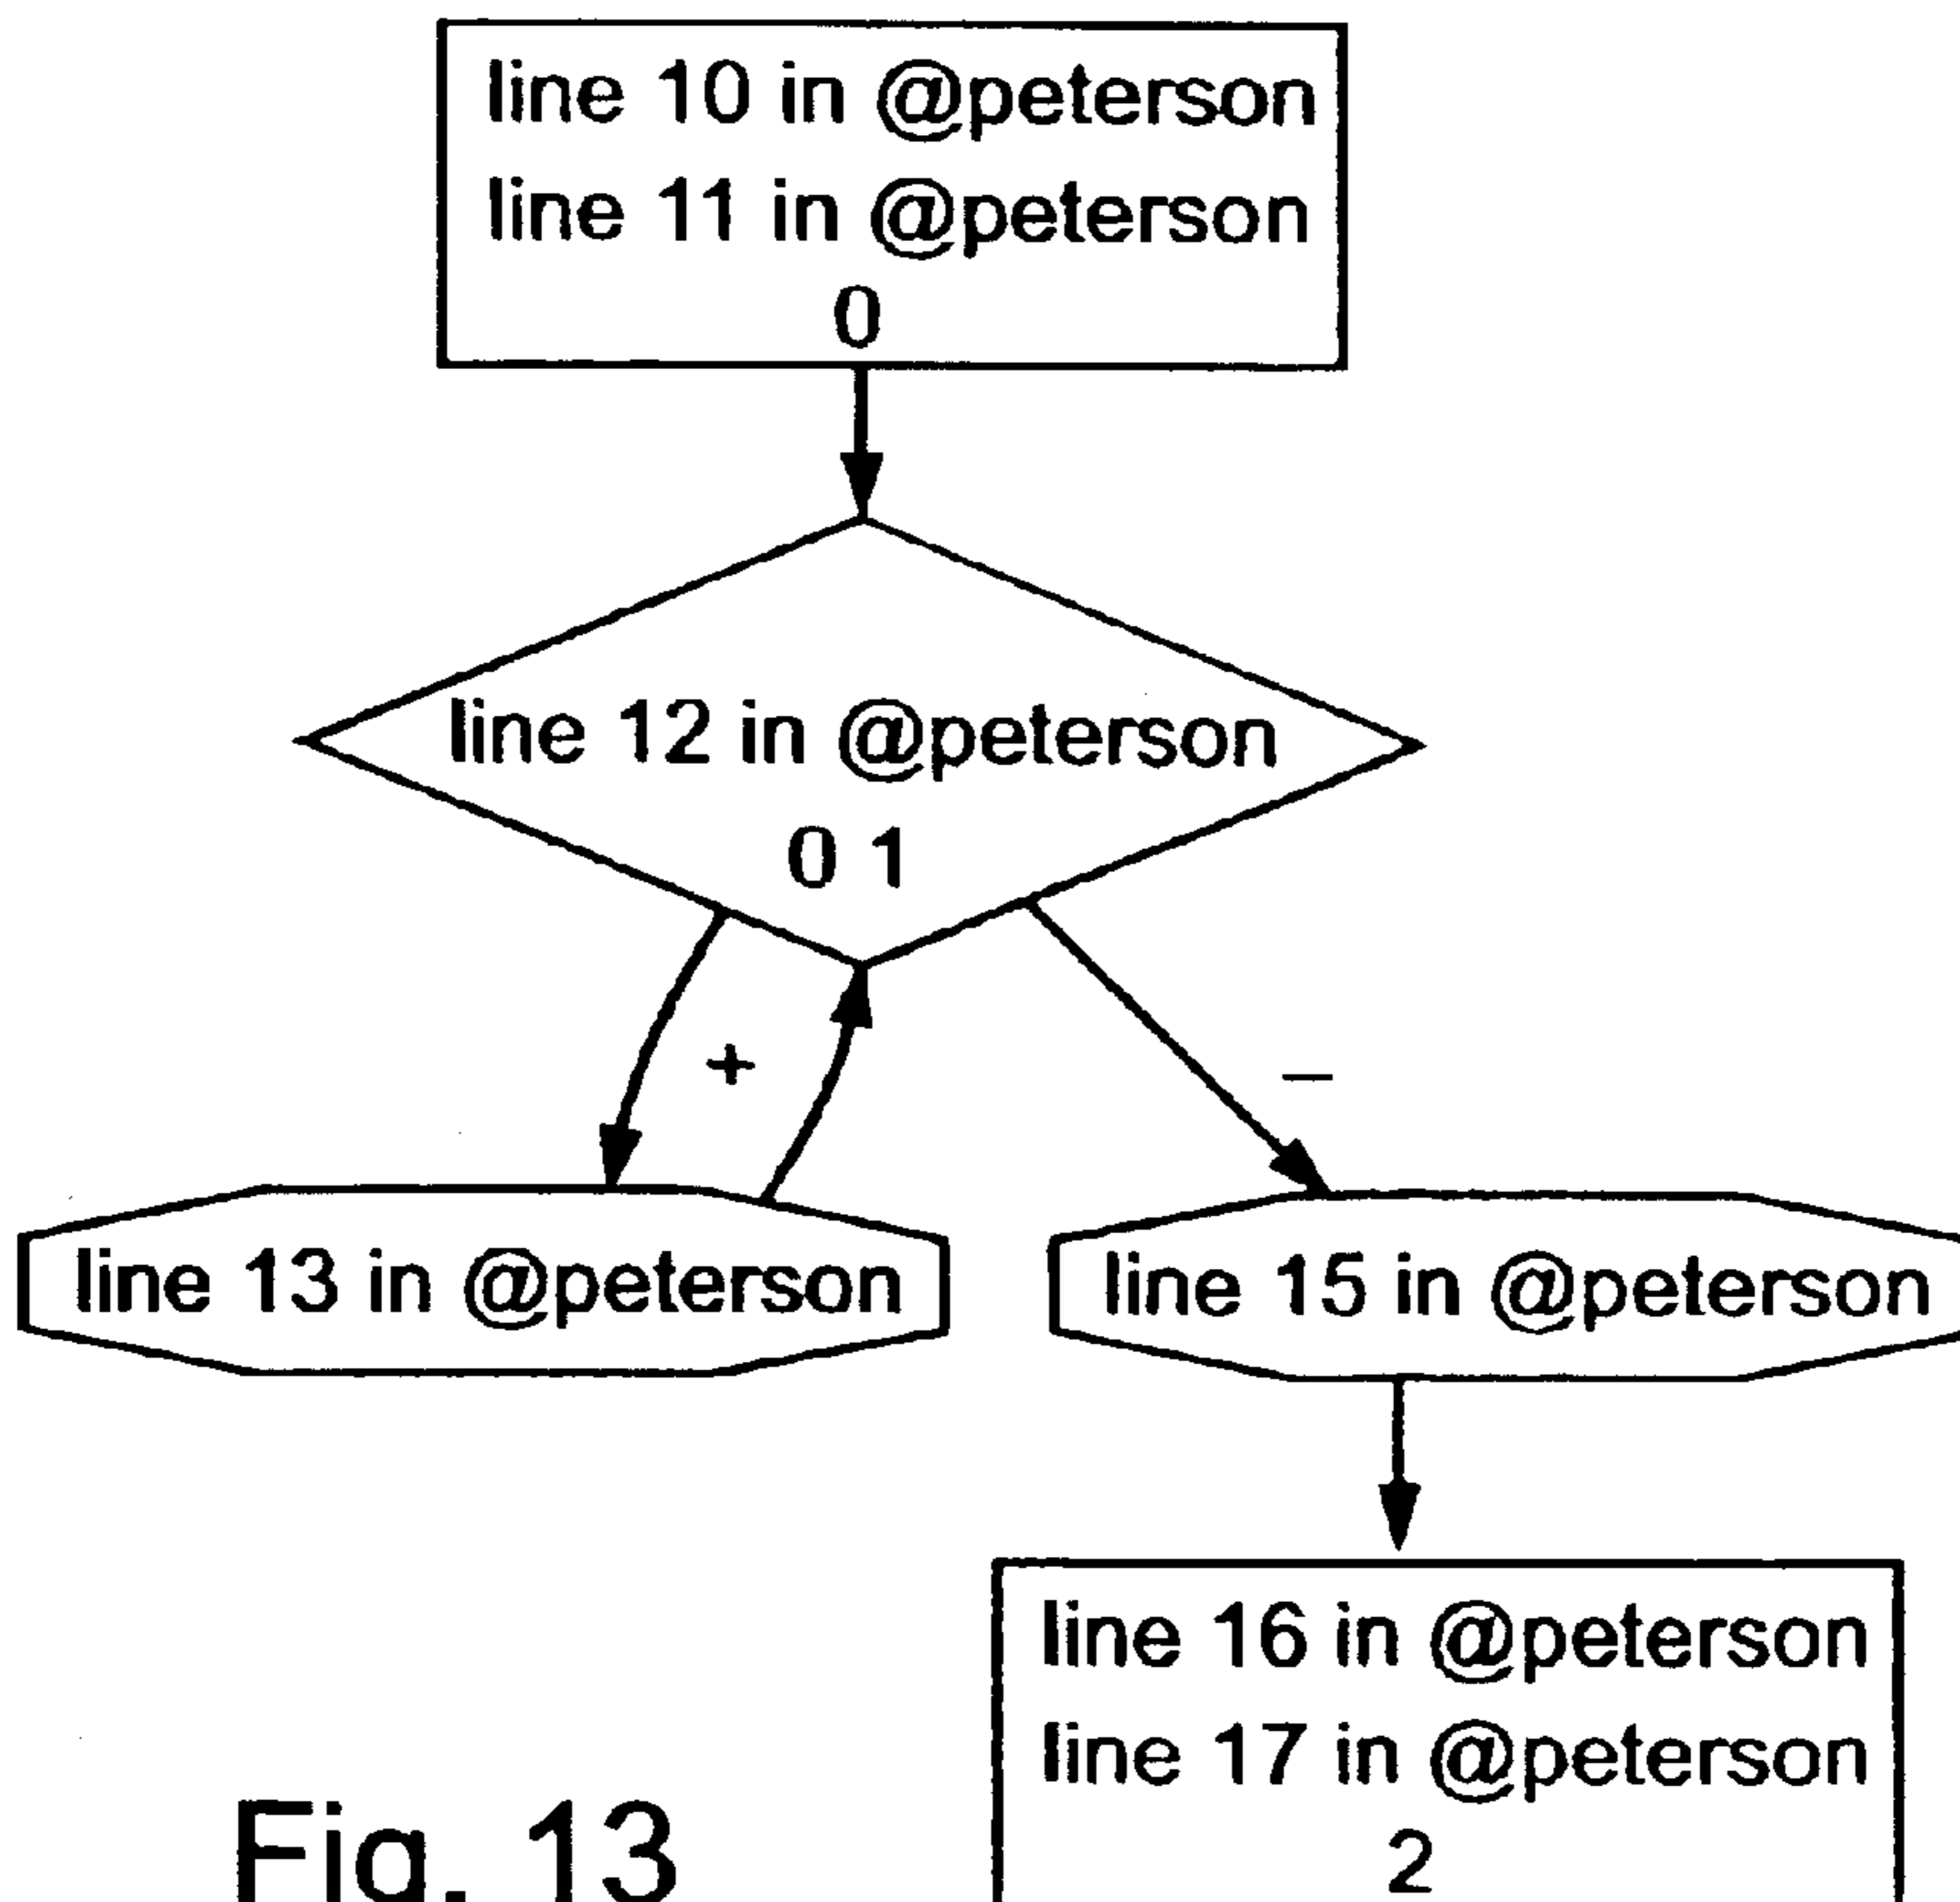 line 10 in @peterson
line 11 in @peterson
0
line 12 in @peterson
0 1
+
–
line 13 in @peterson
line 15 in @peterson
line 16 in @peterson
line 17 in @peterson
2
Fig. 13